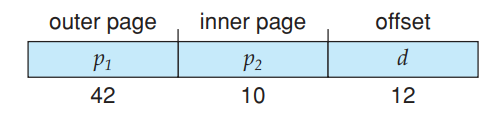 outer page inner page offset
p1 p2 d
42 10 12